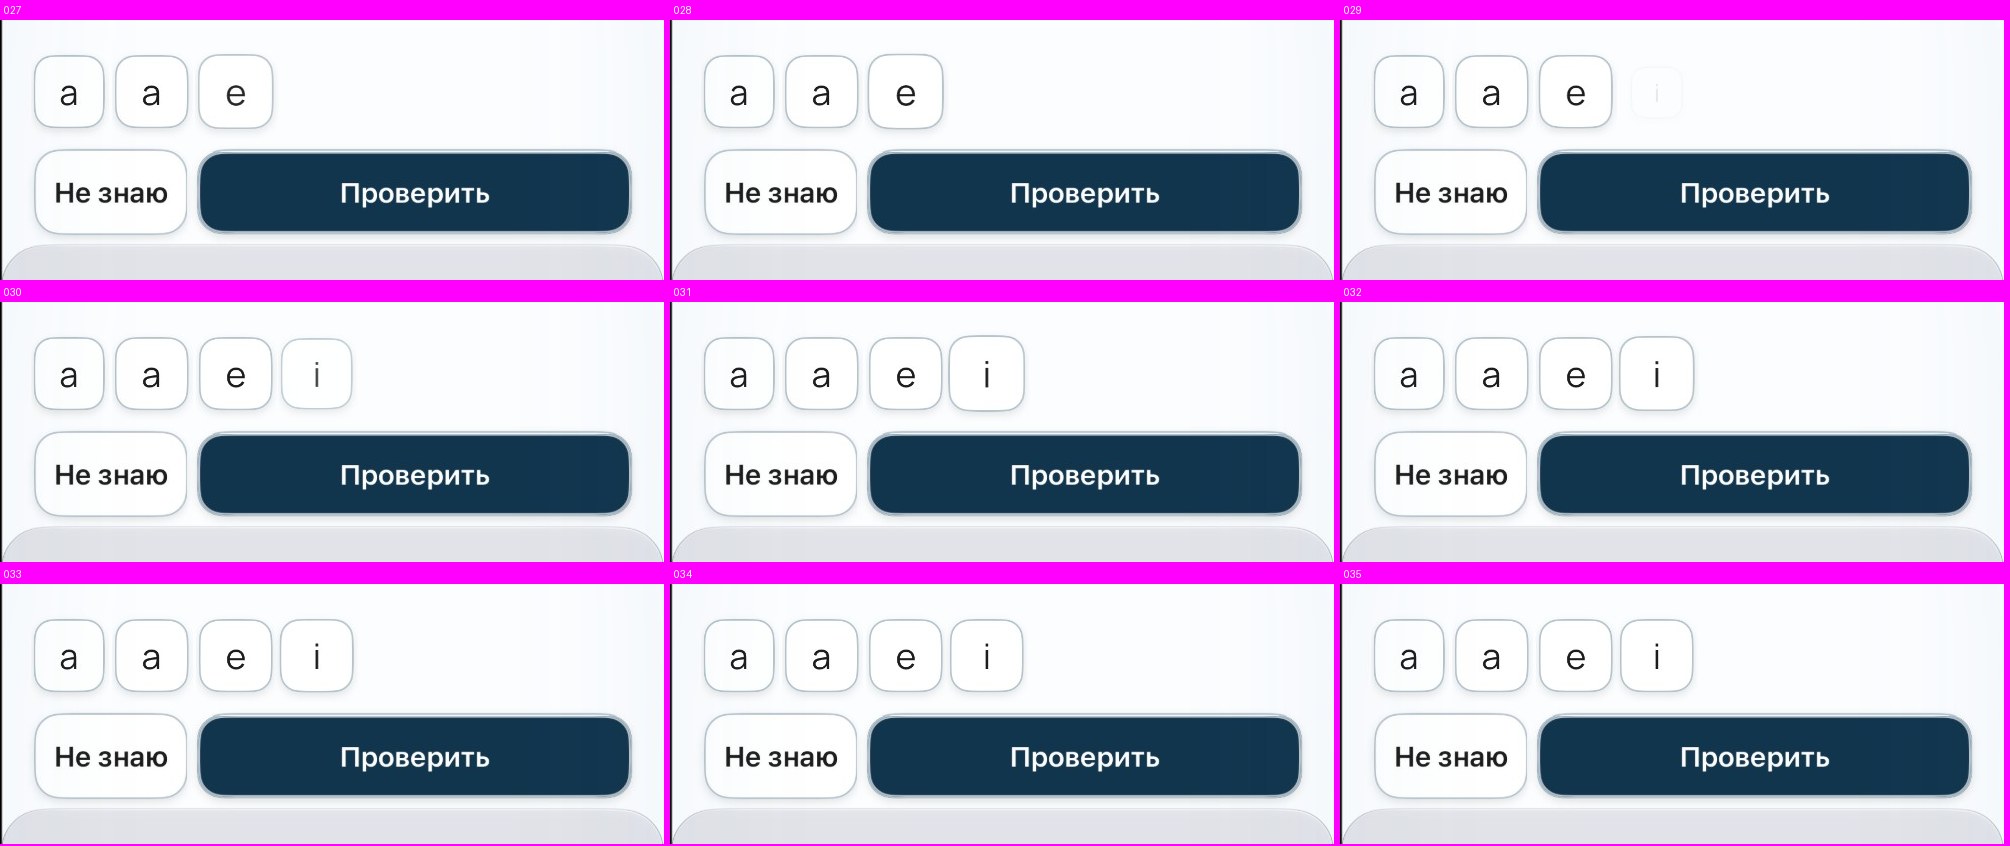 027
028
029
a a e
a a e
a a e i
Не знаю Проверить
Не знаю Проверить
Не знаю Проверить
030
031
032
a a e i
a a e i
a a e i
Не знаю Проверить
Не знаю Проверить
Не знаю Проверить
033
034
035
a a e i
a a e i
a a e i
Не знаю Проверить
Не знаю Проверить
Не знаю Проверить